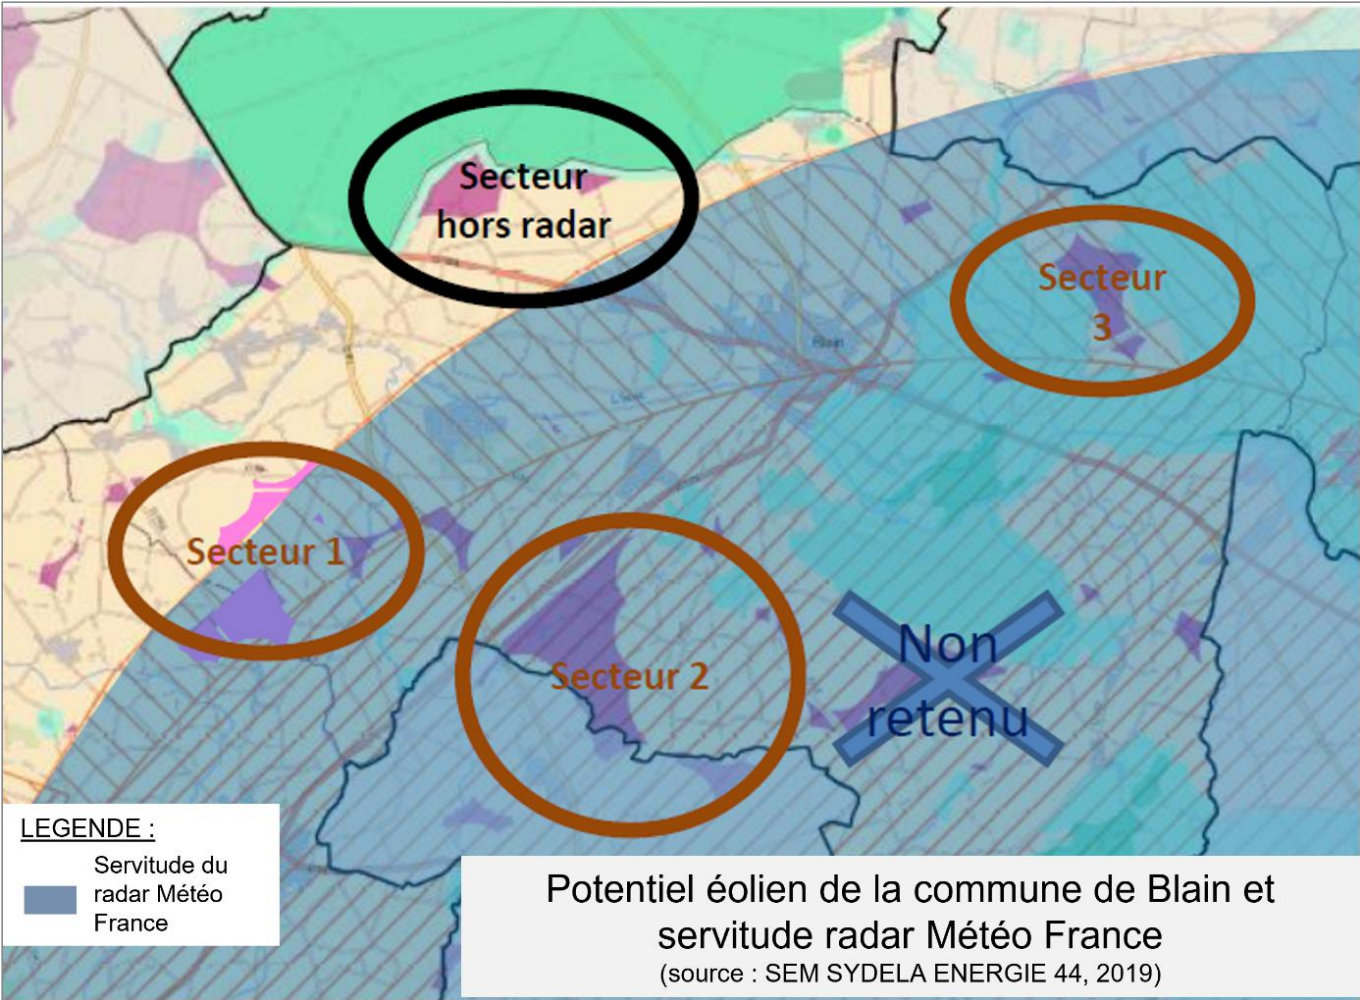 Secteur
hors radar
Secteur
3
Blain
Secteur 1
Secteur 2
Non
retenu
LEGENDE :
Servitude du
radar Météo
France
Potentiel éolien de la commune de Blain et
servitude radar Météo France
(source : SEM SYDELA ENERGIE 44, 2019)